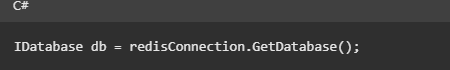 C#
IDatabase db = redisConnection.GetDatabase();